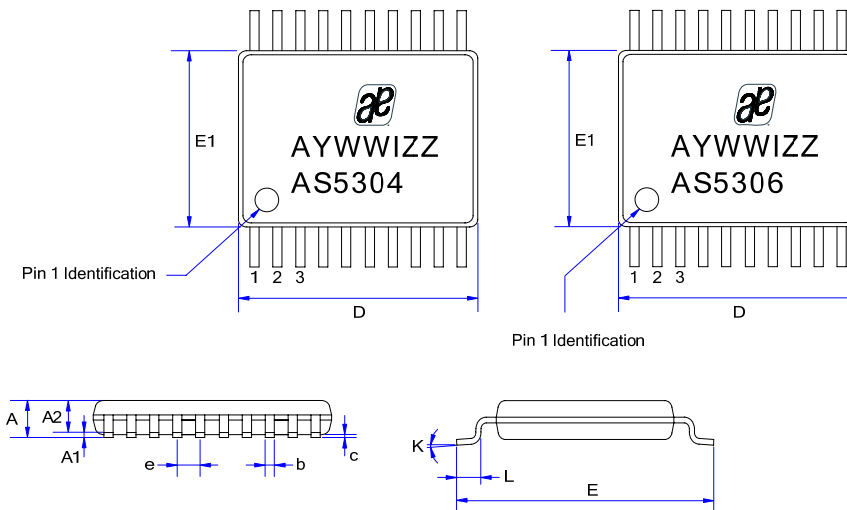 E1
AYWWIZZ
AS5304
Pin 1 Identification
1 2 3
D
E1
AYWWIZZ
AS5306
1 2 3
D
Pin 1 Identification
A
A2
A1
e
b
c
K
L
E